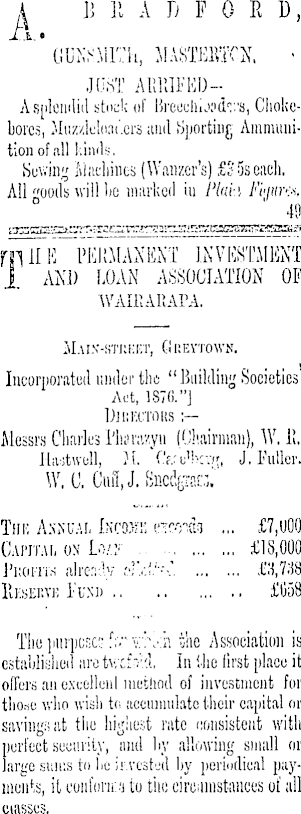 A. BRADFORD,
GUNSMITH, MASTERTON,
JUST ARRIFED—
A splendid stock of Breechloaders, Choke-
bores, Muzzleloaders and Sporting Ammuni-
tion of all kinds.
Sewing Machines (Wanzer's) £3 5s each.
All goods will be marked in Plain Figures.
49
THE PERMANENT INVESTMENT
AND LOAN ASSOCIATION OF
WAIRARAPA.
MAIN-STREET, GREYTOWN.
Incorporated under the "Building Societies'
Act, 1876."]
DIRECTORS :—
Messrs Charles Pharazyn (Chairman), W. R.
Hastwell, M. Caselberg, J. Fuller.
W. C. Cuff, J. Snodgrass.
THE ANNUAL INCOME exceeds ... £7,000
CAPITAL ON LOAN ... ... ... £18,000
PROFITS already ... ... £3,738
RESERVE FUND .. .. .. .. £658
The purposes for which the Association is
established are twofold. In the first place it
offers an excellent method of investment for
those who wish to accumulate their capital or
savings at the highest rate consistent with
perfect security, and by allowing small or
large sums to be invested by periodical pay-
ments, it conforms to the circumstances of all
classes.